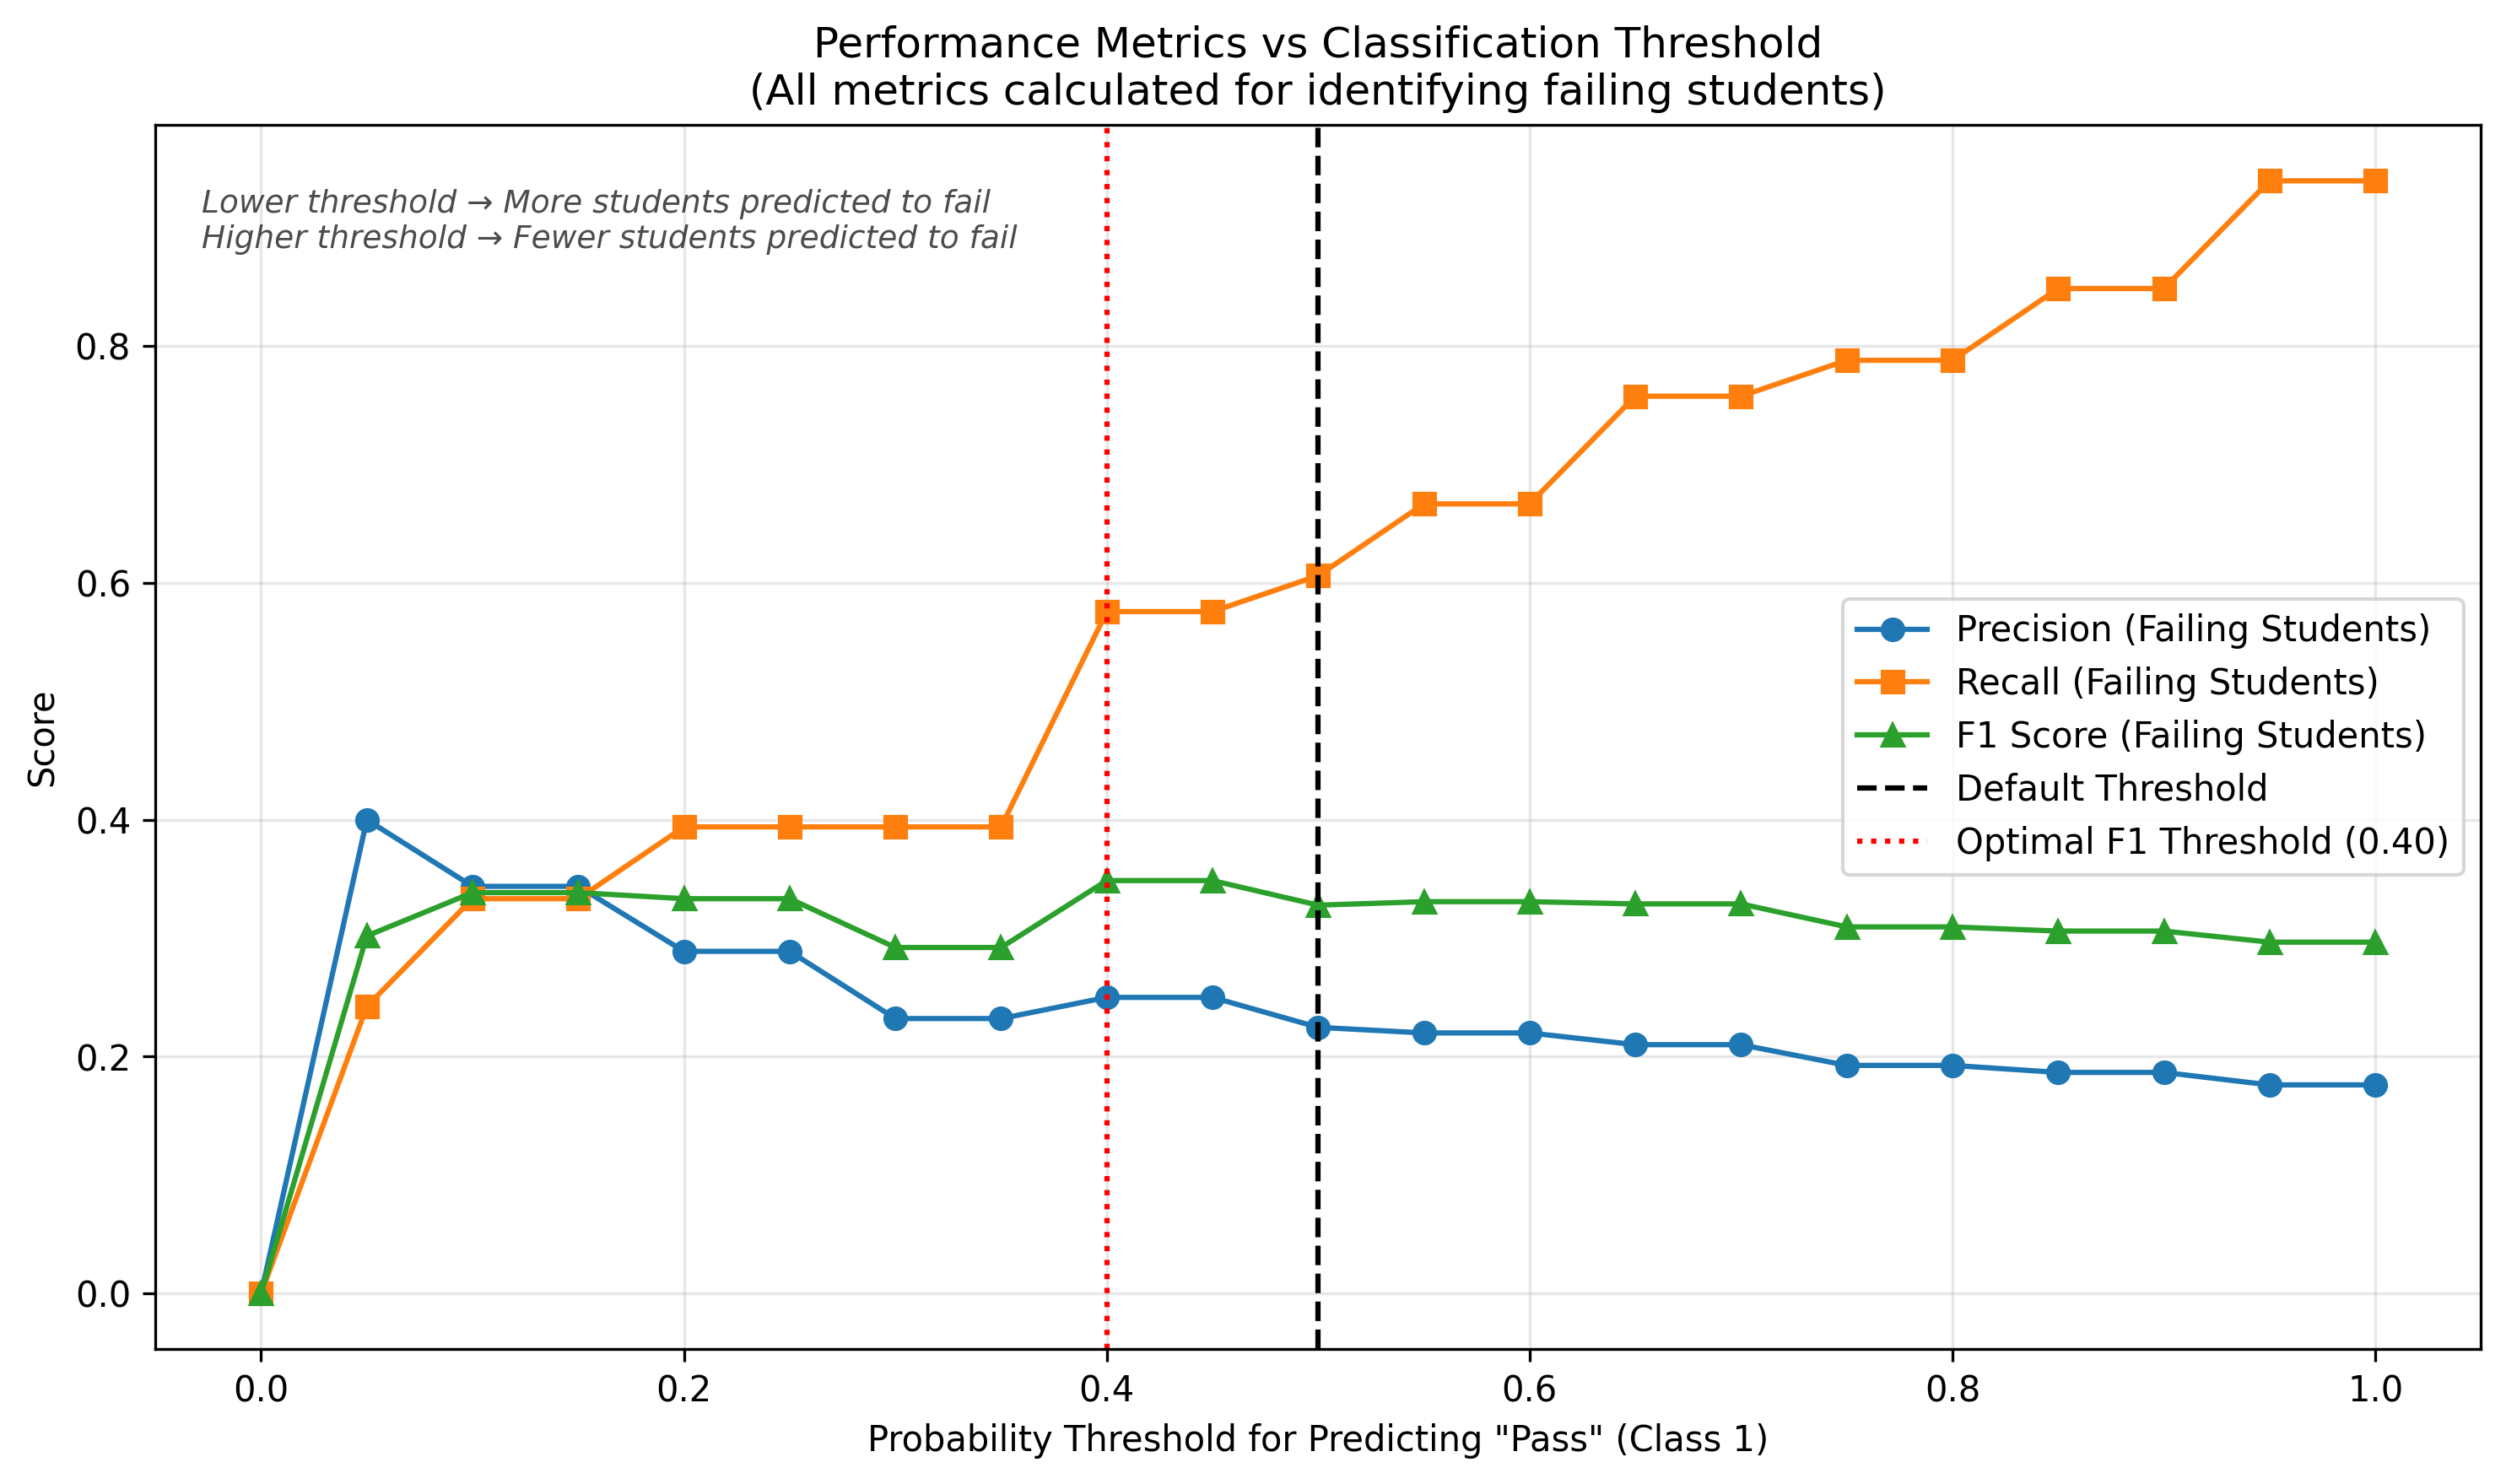 Performance Metrics vs Classification Threshold
(All metrics calculated for identifying failing students)
Lower threshold → More students predicted to fail
Higher threshold → Fewer students predicted to fail
Score
0.8
0.6
0.4
0.2
0.0
Precision (Failing Students)
Recall (Failing Students)
F1 Score (Failing Students)
Default Threshold
Optimal F1 Threshold (0.40)
0.0 0.2 0.4 0.6 0.8 1.0
Probability Threshold for Predicting "Pass" (Class 1)